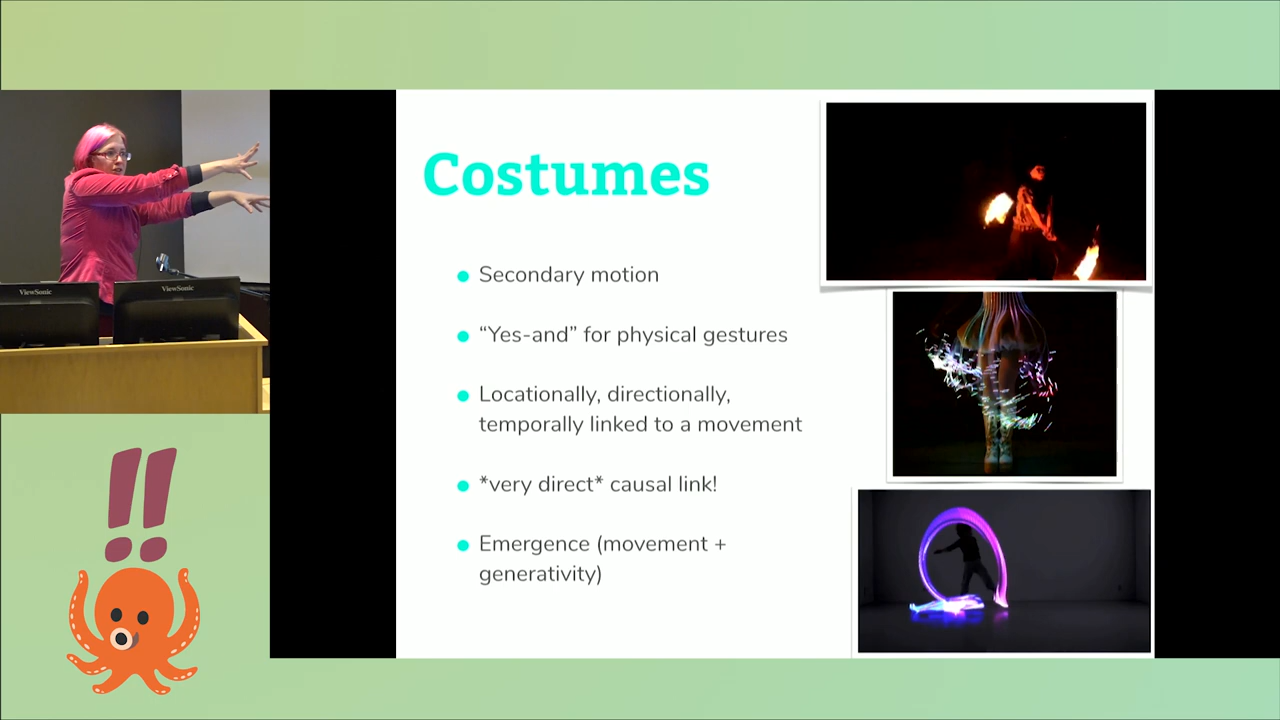 Costumes
Secondary motion
“Yes-and” for physical gestures
Locationally, directionally,
temporally linked to a movement
*very direct* causal link!
Emergence (movement +
generativity)
ViewSonic
ViewSonic
!!